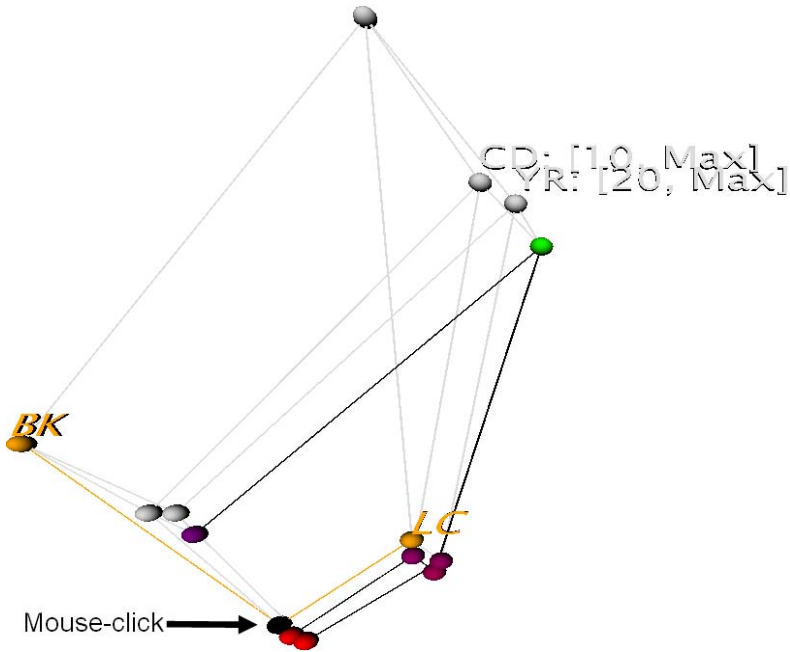 CD: [10, Max]
YR: [20, Max]
BK
LC
Mouse-click